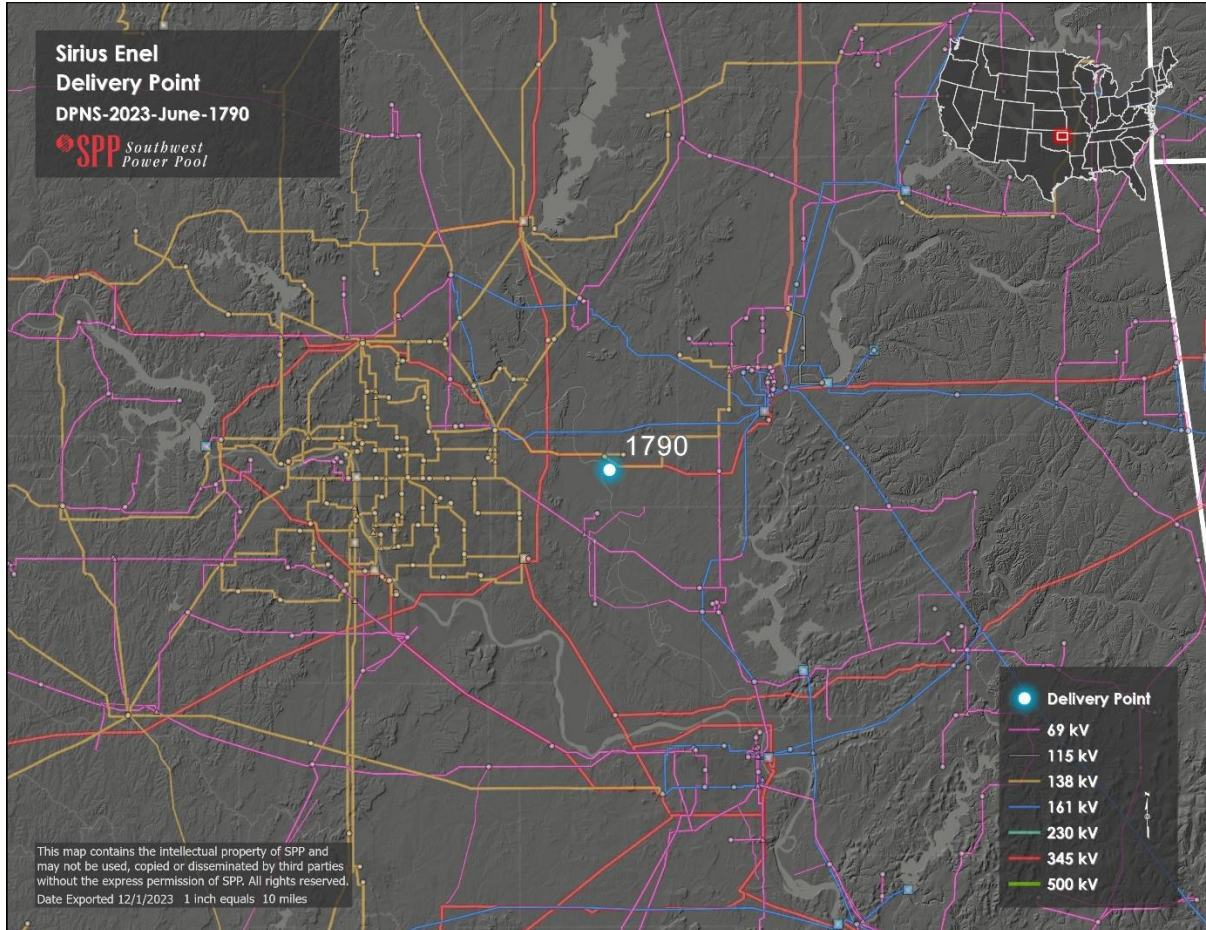 Sirius Enel
Delivery Point
DPNS-2023-June-1790
SPP Southwest
Power Pool
1790
Delivery Point
69 kV
115 kV
138 kV
161 kV
230 kV
345 kV
500 kV
This map contains the intellectual property of SPP and
may not be used, copied or disseminated by third parties
without the express permission of SPP. All rights reserved.
Date Exported 12/1/2023 1 inch equals 10 miles